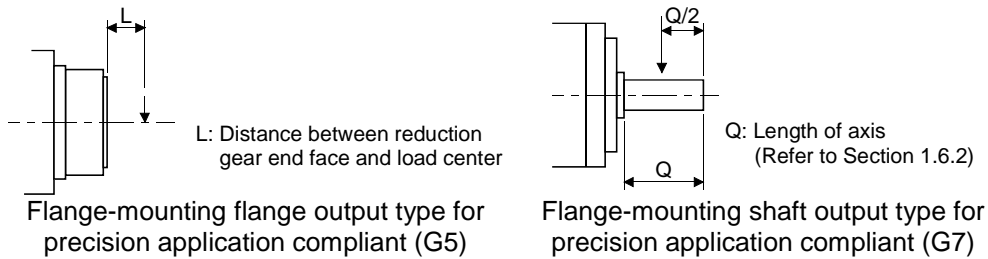 L
L: Distance between reduction
gear end face and load center
Flange-mounting flange output type for
precision application compliant (G5)
Q/2
Q
Q: Length of axis
(Refer to Section 1.6.2)
Flange-mounting shaft output type for
precision application compliant (G7)